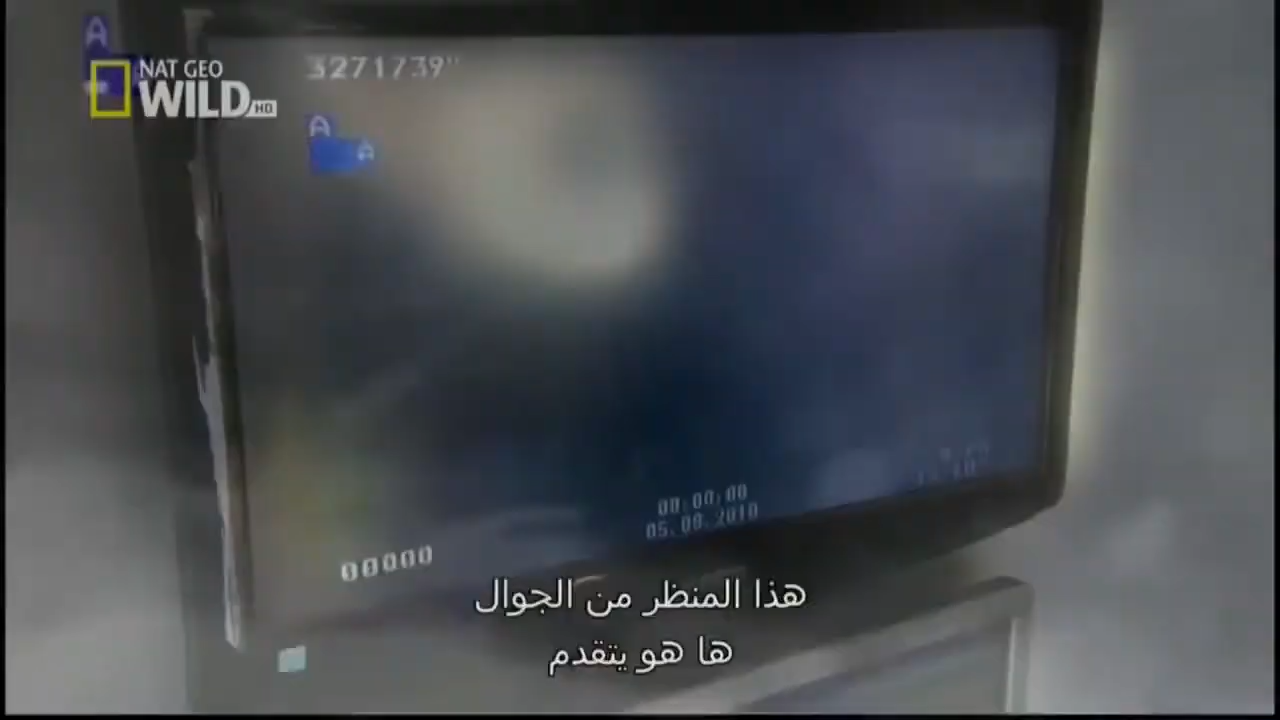 A
NAT GEO
WILD HD
3271739"
A
A
00:00:00
05.08.2010
00000
هذا المنظر من الجوال
ها هو يتقدم